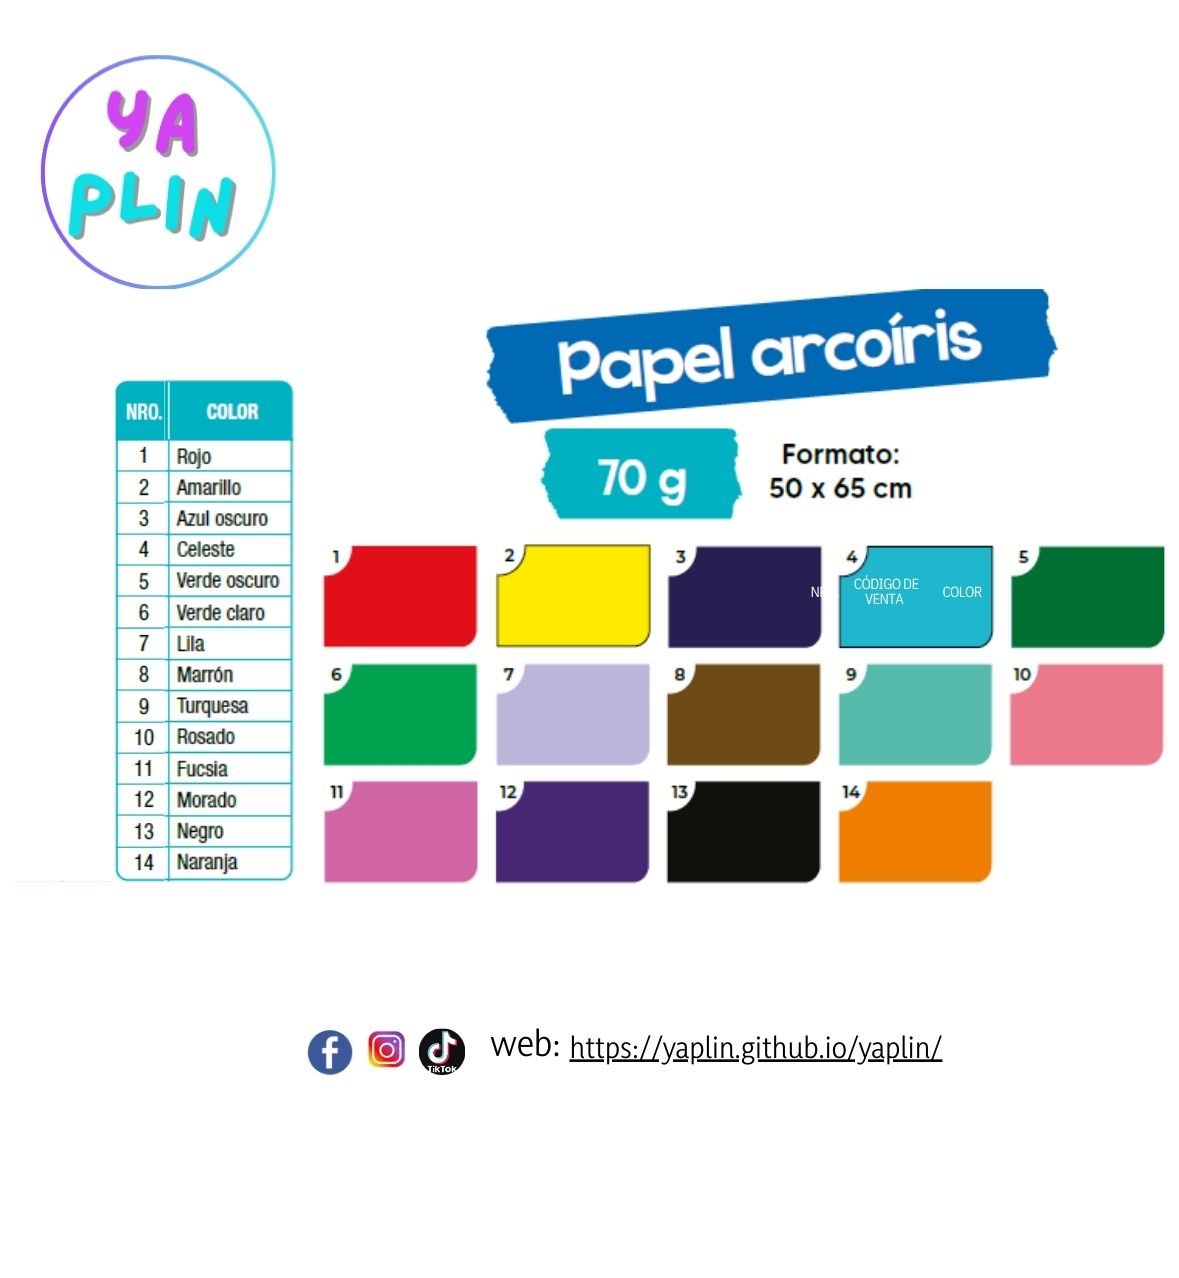 YA
PLIN
Papel arcoíris
70 g
Formato:
50 x 65 cm
NRO. COLOR
1 Rojo
2 Amarillo
3 Azul oscuro
4 Celeste
5 Verde oscuro
6 Verde claro
7 Lila
8 Marrón
9 Turquesa
10 Rosado
11 Fucsia
12 Morado
13 Negro
14 Naranja
1 2 3 4 5
CÓDIGO DE
VENTA
COLOR
6 7 8 9 10
11 12 13 14
TikTok
web: https://yaplin.github.io/yaplin/